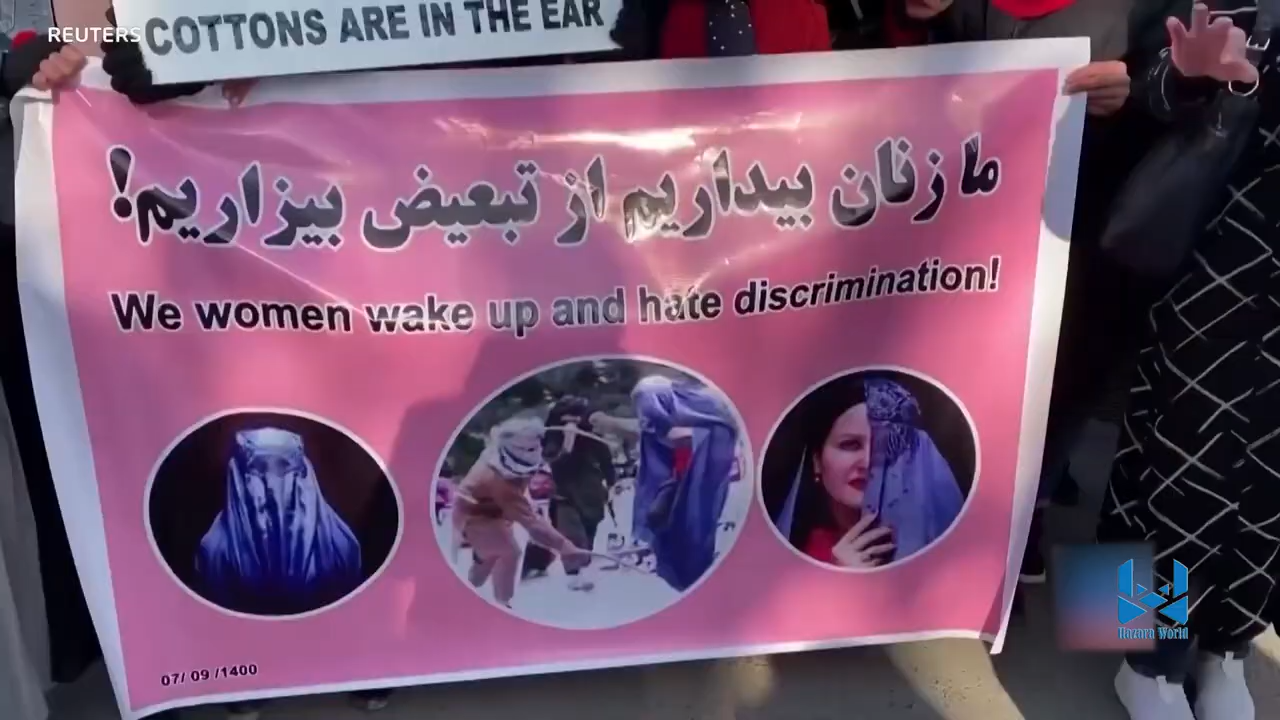 REUTERS
COTTONS ARE IN THE EAR
ما زنان بیداریم از تبعیض بیزاریم!
We women wake up and hate discrimination!
07/ 09 /1400
Hazara World